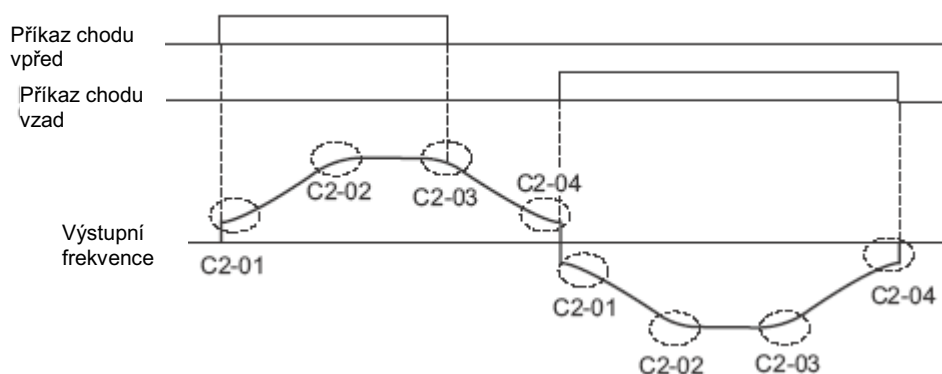 Příkaz chodu
vpřed
Příkaz chodu
vzad
C2-02
C2-03
C2-04
Výstupní
frekvence
C2-01
C2-01
C2-04
C2-02
C2-03